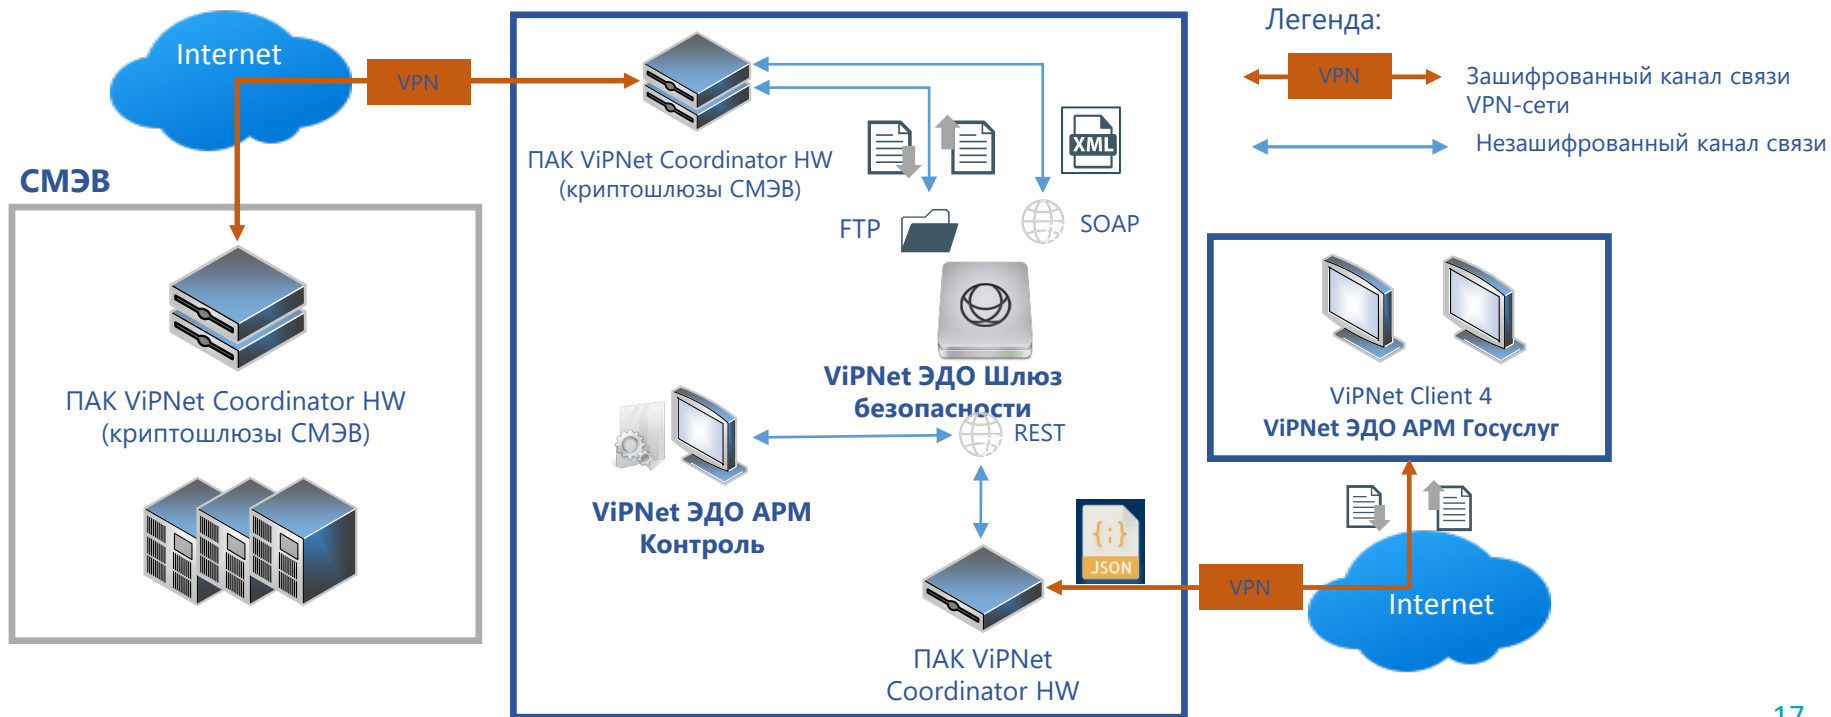 Internet
VPN
СМЭВ
ПАК ViPNet Coordinator HW
(криптошлюзы СМЭВ)
ПАК ViPNet Coordinator HW
(криптошлюзы СМЭВ)
XML
FTP
SOAP
ViPNet ЭДО Шлюз
безопасности
REST
ViPNet ЭДО АРМ
Контроль
{;}
JSON
ПАК ViPNet
Coordinator HW
VPN
Internet
Легенда:
VPN
Зашифрованный канал связи
VPN-сети
Незашифрованный канал связи
ViPNet Client 4
ViPNet ЭДО АРМ Госуслуг
17